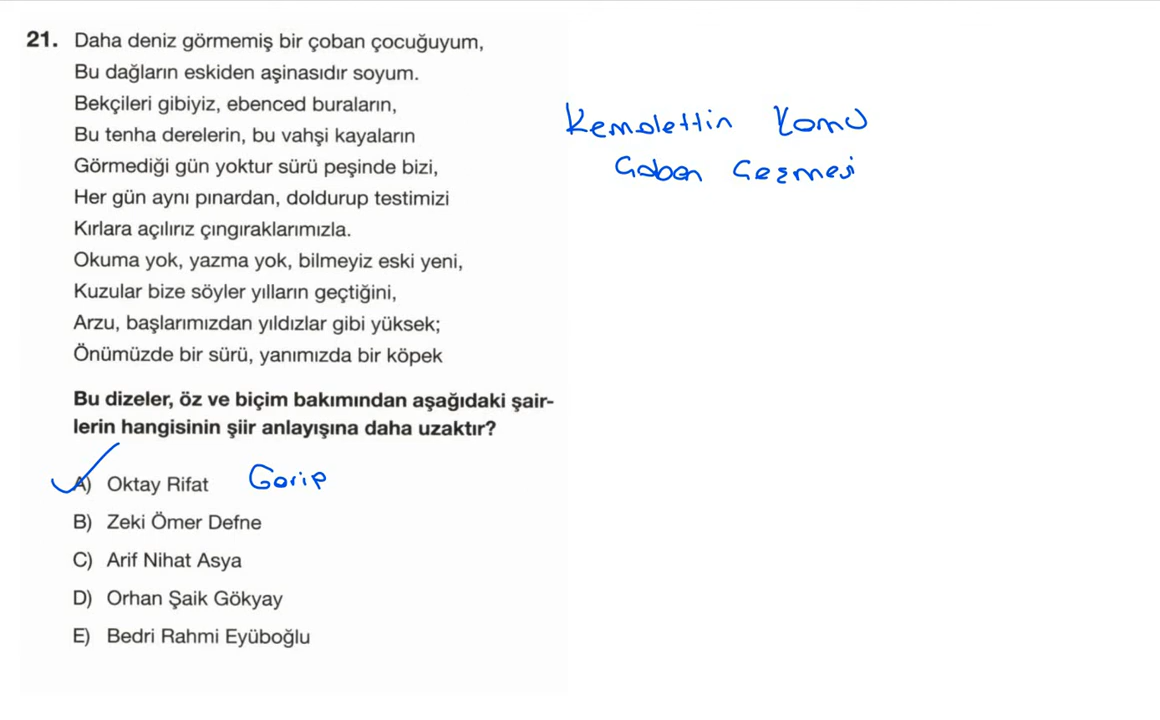 21. Daha deniz görmemiş bir çoban çocuğuyum,
Bu dağların eskiden aşinasıdır soyum.
Bekçileri gibiyiz, ebenced buraların,
Bu tenha derelerin, bu vahşi kayaların
Görmediği gün yoktur sürü peşinde bizi,
Her gün aynı pınardan, doldurup testimizi
Kırlara açılırız çıngıraklarımızla.
Okuma yok, yazma yok, bilmeyiz eski yeni,
Kuzular bize söyler yılların geçtiğini,
Arzu, başlarımızdan yıldızlar gibi yüksek;
Önümüzde bir sürü, yanımızda bir köpek
Bu dizeler, öz ve biçim bakımından aşağıdaki şair-
lerin hangisinin şiir anlayışına daha uzaktır?
A) Oktay Rifat Garip
B) Zeki Ömer Defne
C) Arif Nihat Asya
D) Orhan Şaik Gökyay
E) Bedri Rahmi Eyüboğlu
Kemalettin Kamu
Çoban Çeşmesi